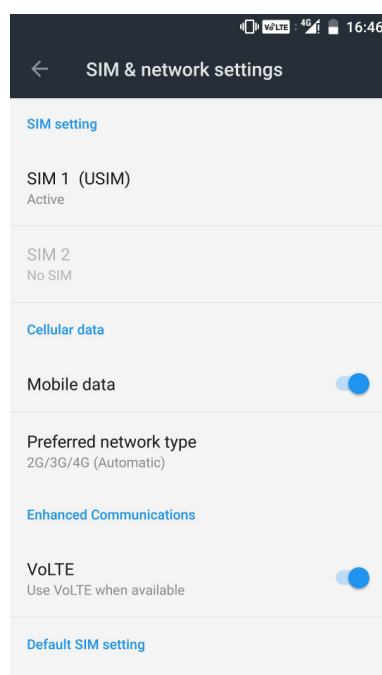 VoLTE 4G 16:46
SIM & network settings
SIM setting
SIM 1 (USIM)
Active
SIM 2
No SIM
Cellular data
Mobile data
Preferred network type
2G/3G/4G (Automatic)
Enhanced Communications
VoLTE
Use VoLTE when available
Default SIM setting